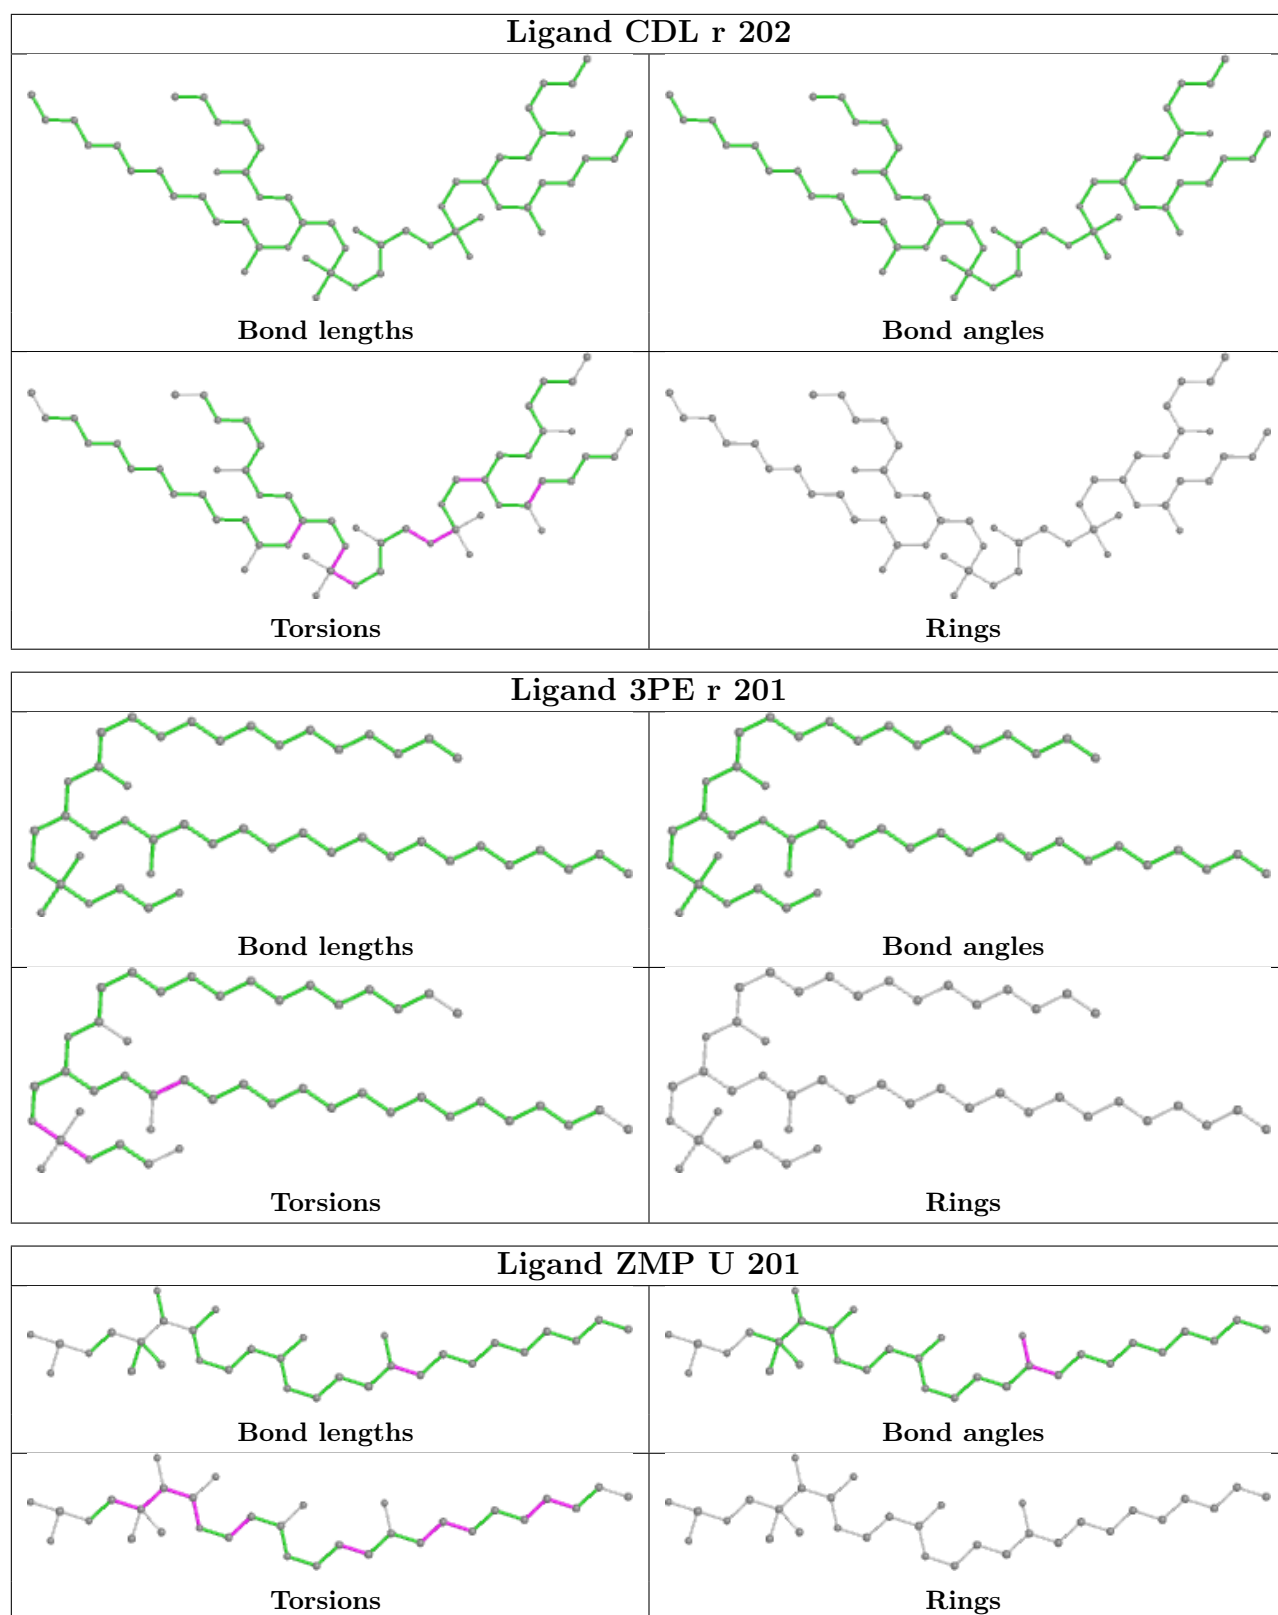 Ligand CDL r 202
Bond lengths
Bond angles
Torsions
Rings
Ligand 3PE r 201
Bond lengths
Bond angles
Torsions
Rings
Ligand ZMP U 201
Bond lengths
Bond angles
Torsions
Rings